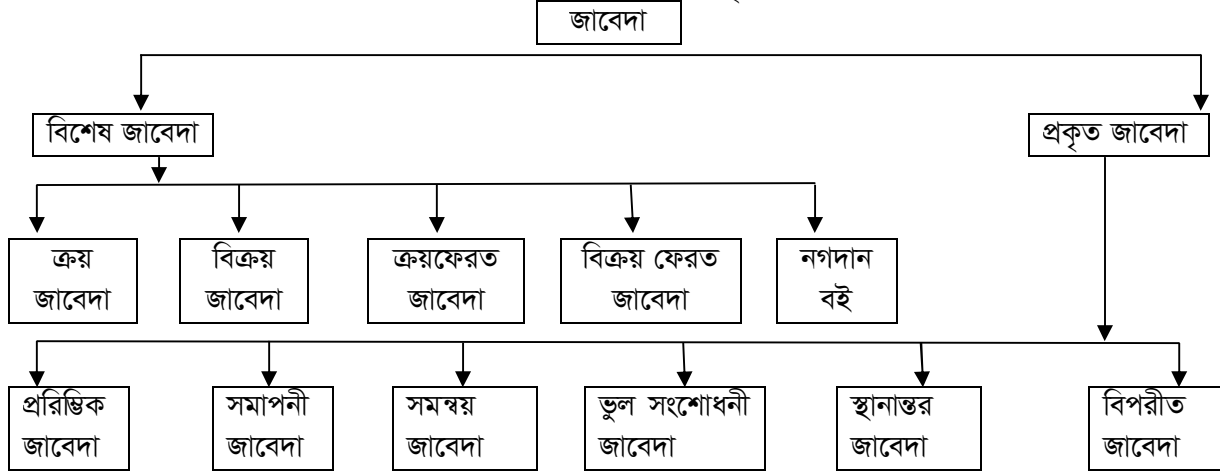 জাবেদা
বিশেষ জাবেদা
প্রকৃত জাবেদা
ক্রয়
জাবেদা
বিক্রয়
জাবেদা
ক্রয়ফেরত
জাবেদা
বিক্রয় ফেরত
জাবেদা
নগদান
বই
প্ররিম্ভিক
জাবেদা
সমাপনী
জাবেদা
সমন্বয়
জাবেদা
ভুল সংশোধনী
জাবেদা
স্থানান্তর
জাবেদা
বিপরীত
জাবেদা